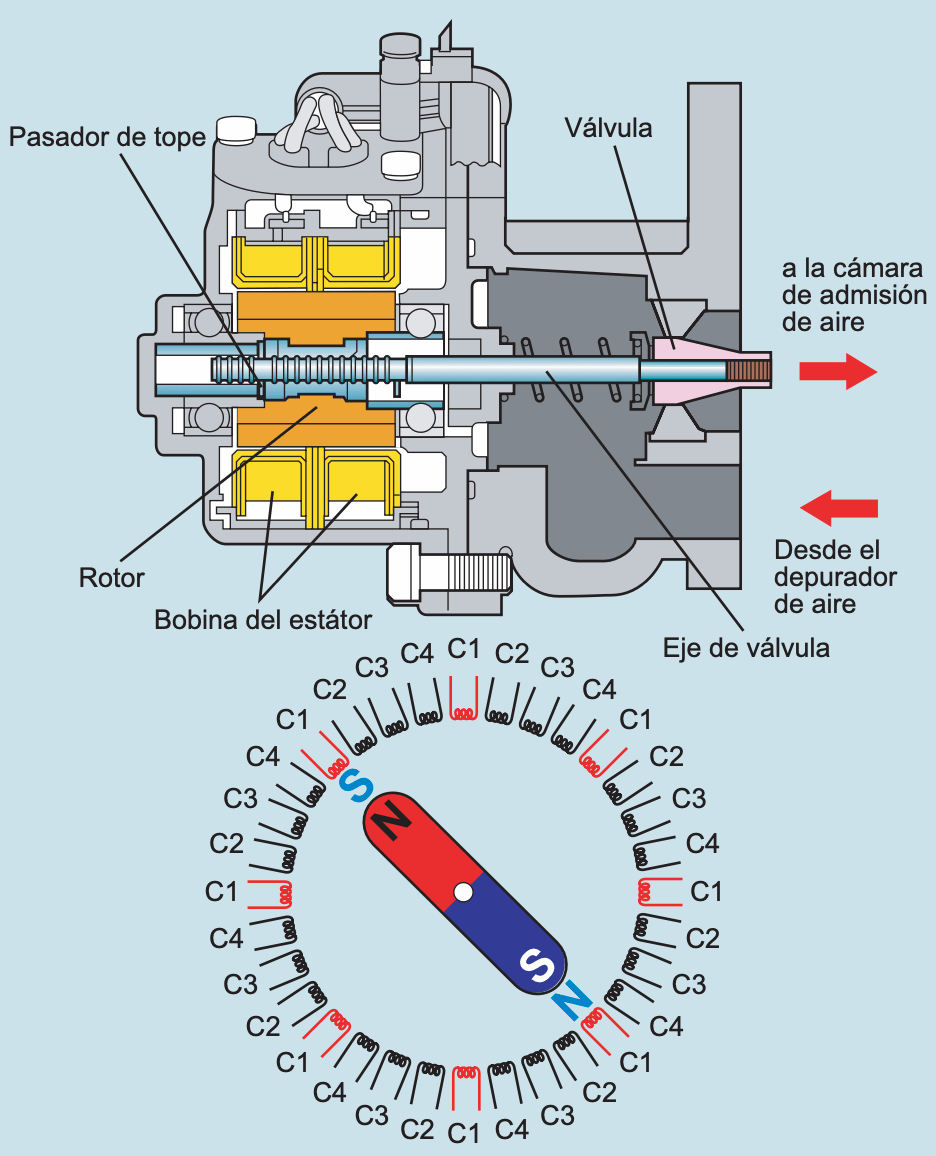 Pasador de tope
Válvula
a la cámara
de admisión
de aire
Desde el
depurador
de aire
Rotor
Bobina del estátor
Eje de válvula
C1
C2
C3
C4
C1
C2
C3
C4
C1
C2
C3
C4
C1
C2
C3
C4
C1
C2
C3
C4
C1
C2
C3
C4
C1
C2
C3
C4
C1
C2
C3
C4
S
N
S
N